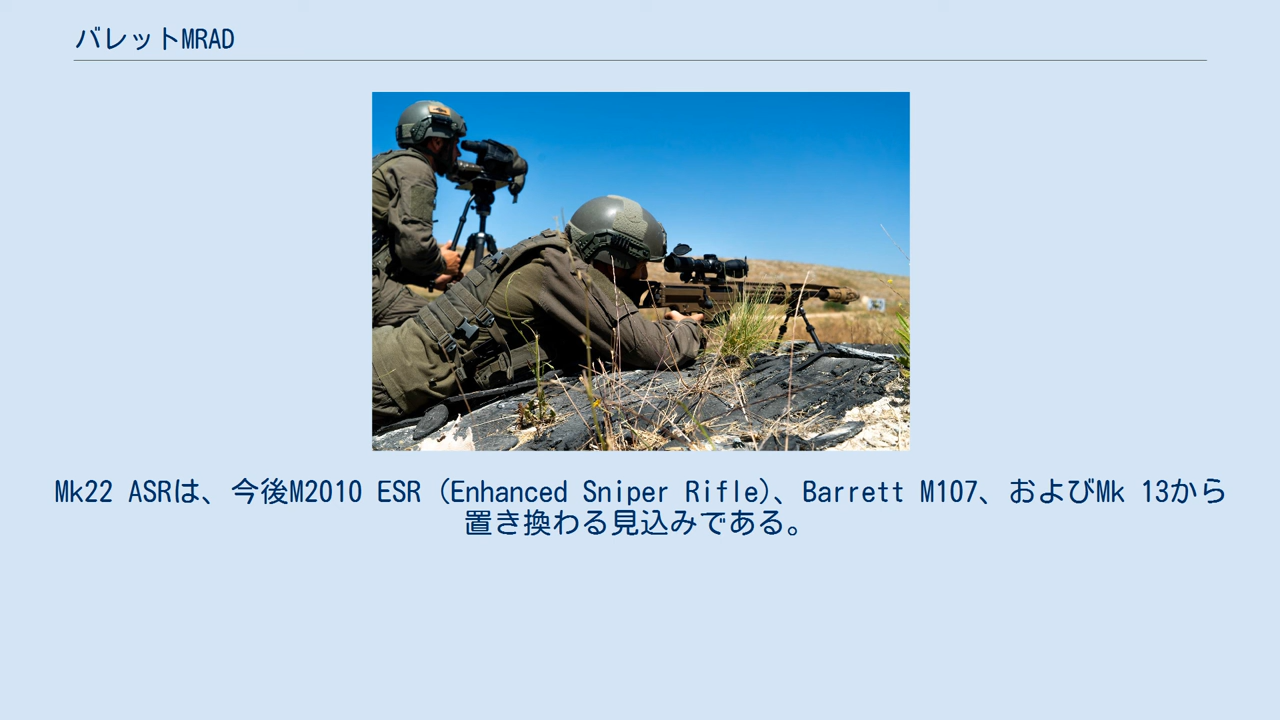 バレットMRAD
Mk22 ASRは、今後M2010 ESR (Enhanced Sniper Rifle)、Barrett M107、およびMk 13から
置き換わる見込みである。